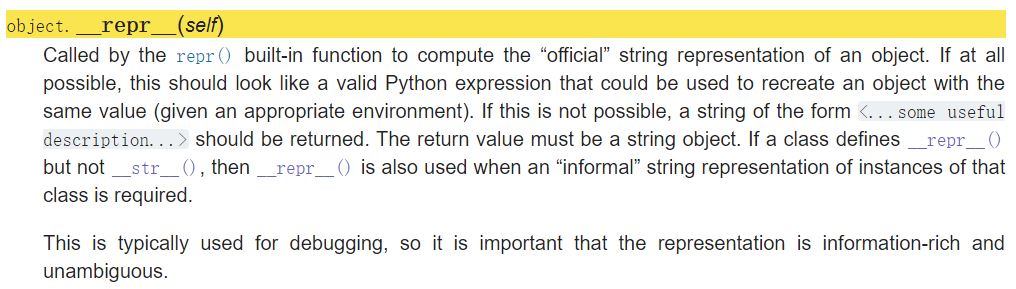 object.__repr__(self)
Called by the repr() built-in function to compute the “official” string representation of an object. If at all
possible, this should look like a valid Python expression that could be used to recreate an object with the
same value (given an appropriate environment). If this is not possible, a string of the form <...some useful
description...> should be returned. The return value must be a string object. If a class defines __repr__()
but not __str__(), then __repr__() is also used when an “informal” string representation of instances of that
class is required.
This is typically used for debugging, so it is important that the representation is information-rich and
unambiguous.